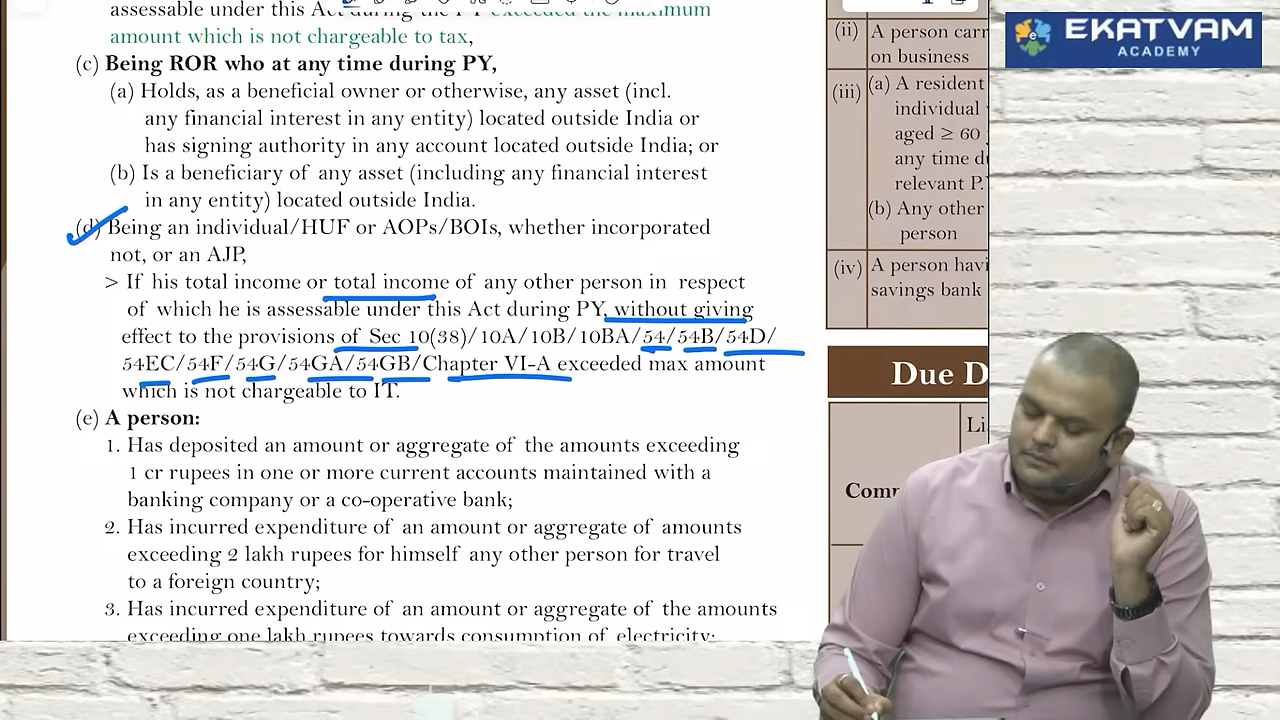 assessable under this Act during the PY exceeded the maximum
amount which is not chargeable to tax,
(c) Being ROR who at any time during PY,
(a) Holds, as a beneficial owner or otherwise, any asset (incl.
any financial interest in any entity) located outside India or
has signing authority in any account located outside India; or
(b) Is a beneficiary of any asset (including any financial interest
in any entity) located outside India.
(d) Being an individual/HUF or AOPs/BOIs, whether incorporated
not, or an AJP,
> If his total income or total income of any other person in respect
of which he is assessable under this Act during PY, without giving
effect to the provisions of Sec 10(38)/10A/10B/10BA/54/54B/54D/
54EC/54F/54G/54GA/54GB/Chapter VI-A exceeded max amount
which is not chargeable to IT.
(e) A person:
1. Has deposited an amount or aggregate of the amounts exceeding
1 cr rupees in one or more current accounts maintained with a
banking company or a co-operative bank;
2. Has incurred expenditure of an amount or aggregate of amounts
exceeding 2 lakh rupees for himself any other person for travel
to a foreign country;
3. Has incurred expenditure of an amount or aggregate of the amounts
exceeding one lakh rupees towards consumption of electricity;
(ii) A person carr
on business
(iii) (a) A resident
individual
aged ≥ 60
any time d
relevant P.
(b) Any other
person
(iv) A person havi
savings bank
Due D
Li
Com
EKATVAM
ACADEMY